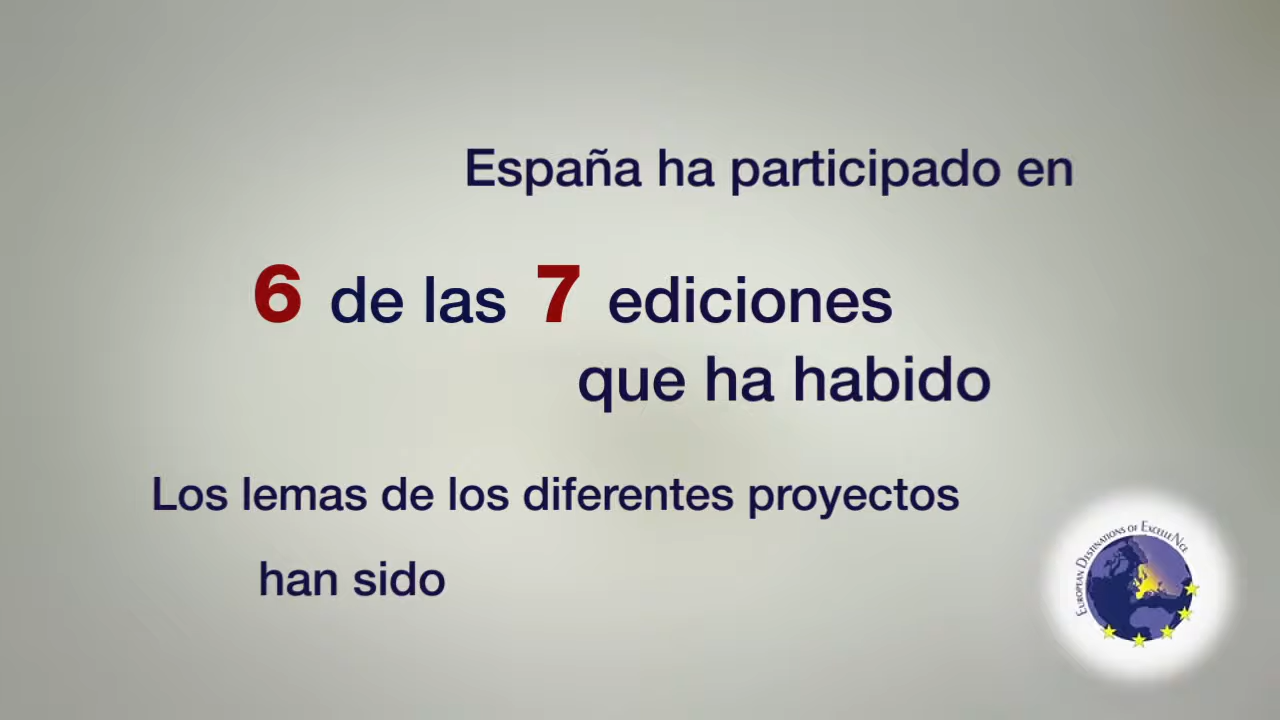 España ha participado en
6 de las 7 ediciones
que ha habido
Los lemas de los diferentes proyectos
han sido
EUROPEAN DESTINATIONS OF EXCELLENCE